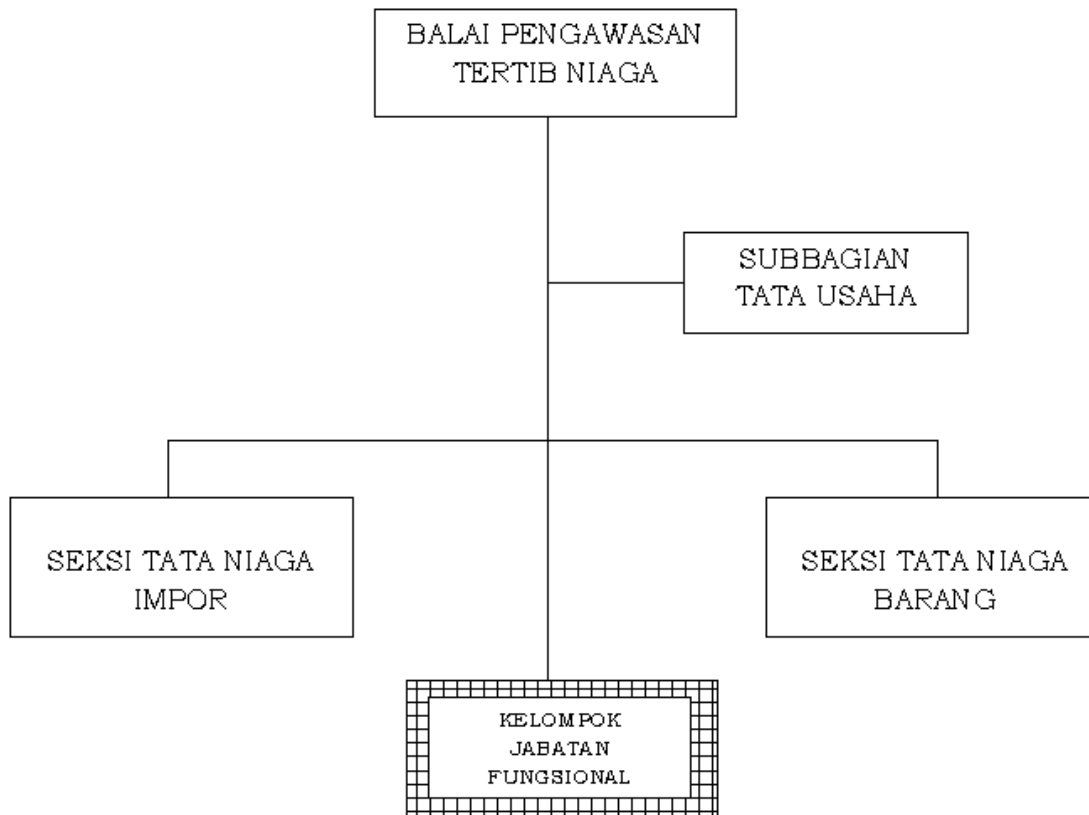 BALAI PENGAWASAN
TERTIB NIAGA
SUBBAGIAN
TATA USAHA
SEKSI TATA NIAGA
IMPOR
SEKSI TATA NIAGA
BARANG
KELOMPOK
JABATAN
FUNGSIONAL